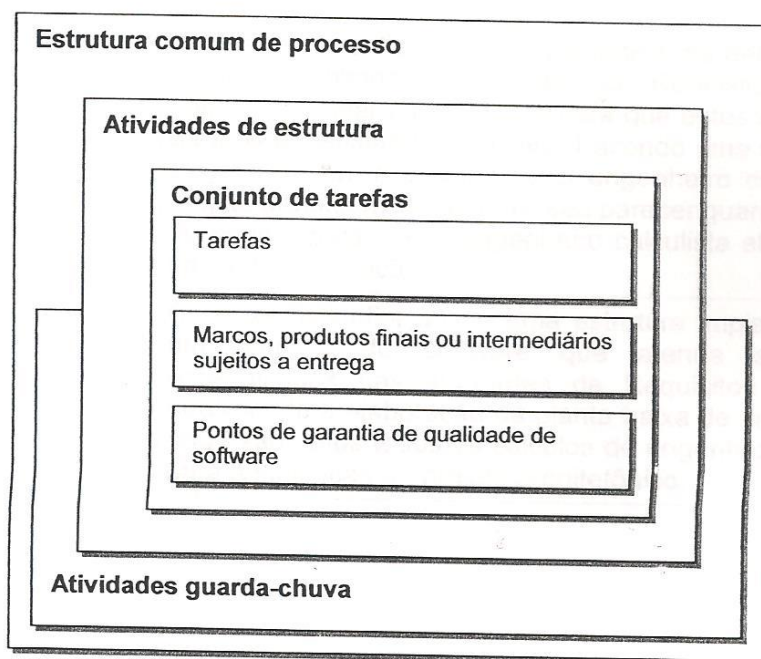 Estrutura comum de processo
Atividades de estrutura
Conjunto de tarefas
Tarefas
Marcos, produtos finais ou intermediários
sujeitos a entrega
Pontos de garantia de qualidade de
software
Atividades guarda-chuva